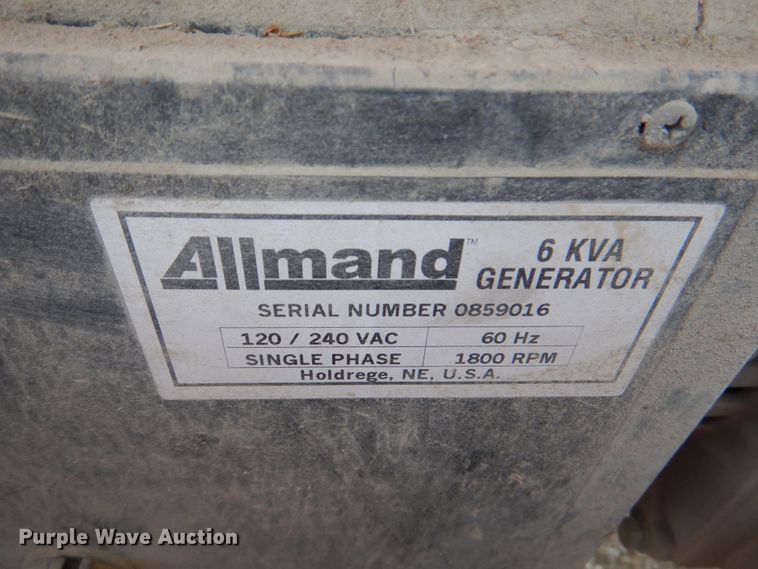 Allmand™ 6 KVA
GENERATOR
SERIAL NUMBER 0859016
120 / 240 VAC 60 Hz
SINGLE PHASE 1800 RPM
Holdrege, NE, U.S.A.
Purple Wave Auction